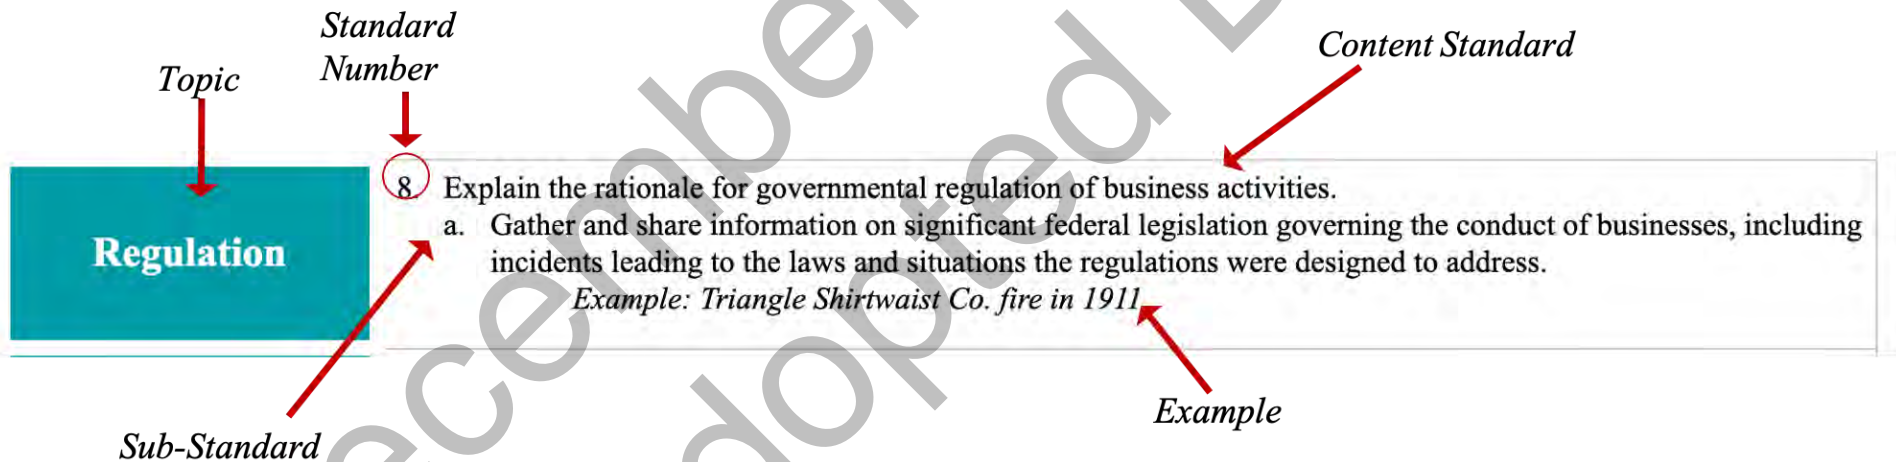 Standard
Number
Content Standard
Topic
8. Explain the rationale for governmental regulation of business activities.
a. Gather and share information on significant federal legislation governing the conduct of businesses, including
incidents leading to the laws and situations the regulations were designed to address.
Example: Triangle Shirtwaist Co. fire in 1911
Regulation
Example
Sub-Standard